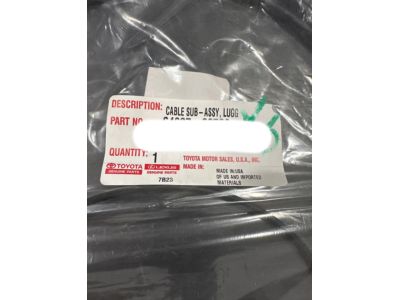 DESCRIPTION: CABLE SUB-ASSY, LUGG
PART NO
QUANTITY: 1 TOYOTA MOTOR SALES, U.S.A., INC.
MADE IN: MADE IN USA
OF US AND IMPORTED
MATERIALS
TOYOTA LEXUS
GENUINE PARTS GENUINE PARTS
7B23